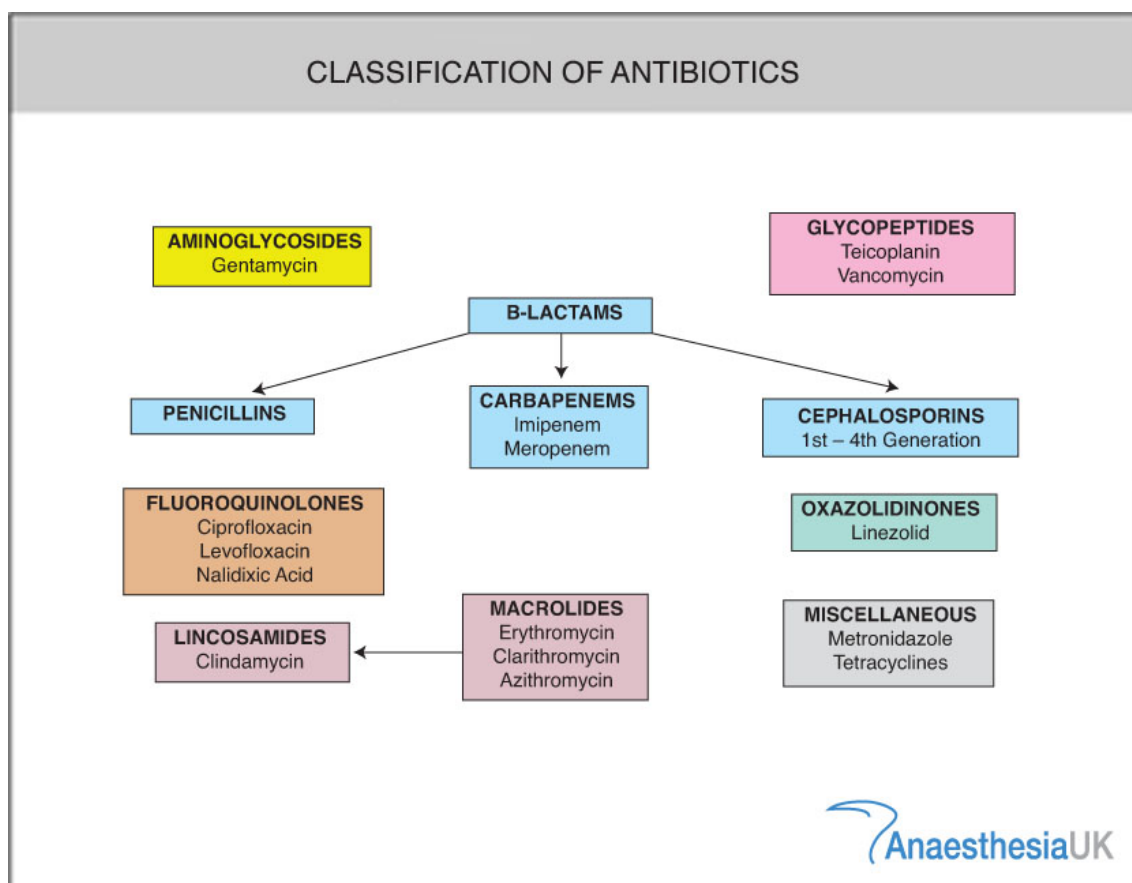 CLASSIFICATION OF ANTIBIOTICS
AMINOGLYCOSIDES
Gentamycin
GLYCOPEPTIDES
Teicoplanin
Vancomycin
B-LACTAMS
PENICILLINS
CARBAPENEMS
Imipenem
Meropenem
CEPHALOSPORINS
1st – 4th Generation
FLUOROQUINOLONES
Ciprofloxacin
Levofloxacin
Nalidixic Acid
OXAZOLIDINONES
Linezolid
LINCOSAMIDES
Clindamycin
MACROLIDES
Erythromycin
Clarithromycin
Azithromycin
MISCELLANEOUS
Metronidazole
Tetracyclines
AnaesthesiaUK